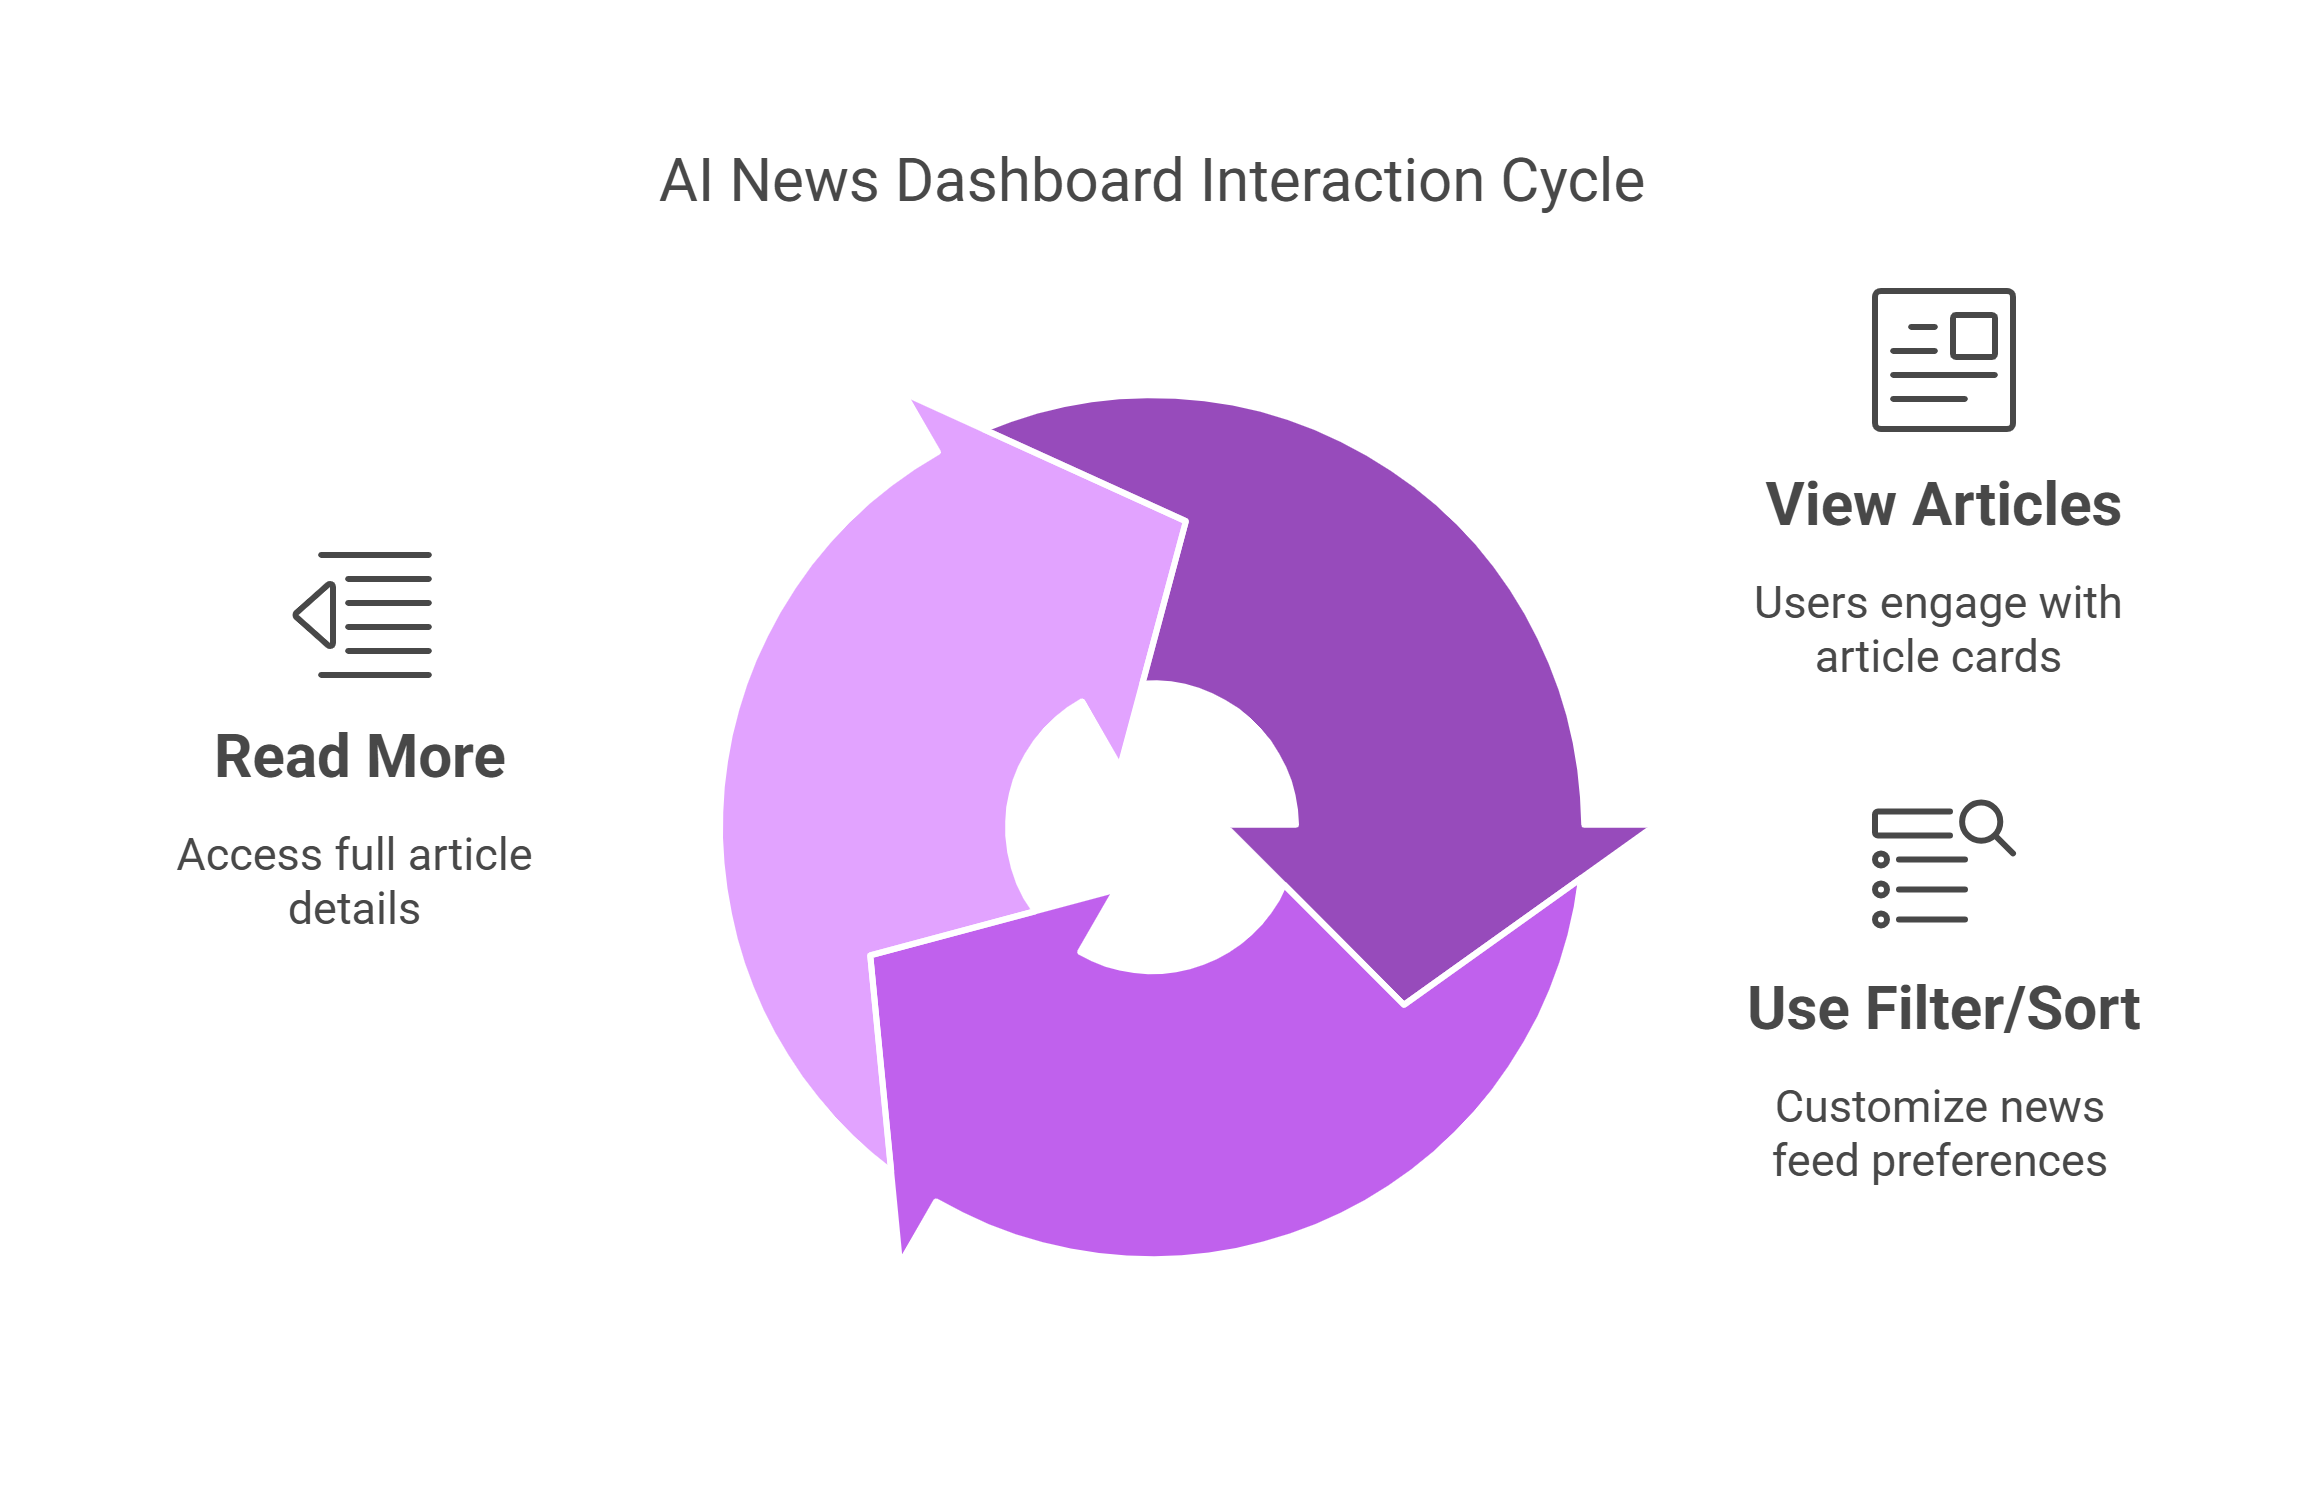 AI News Dashboard Interaction Cycle
View Articles
Users engage with
article cards
Use Filter/Sort
Customize news
feed preferences
Read More
Access full article
details